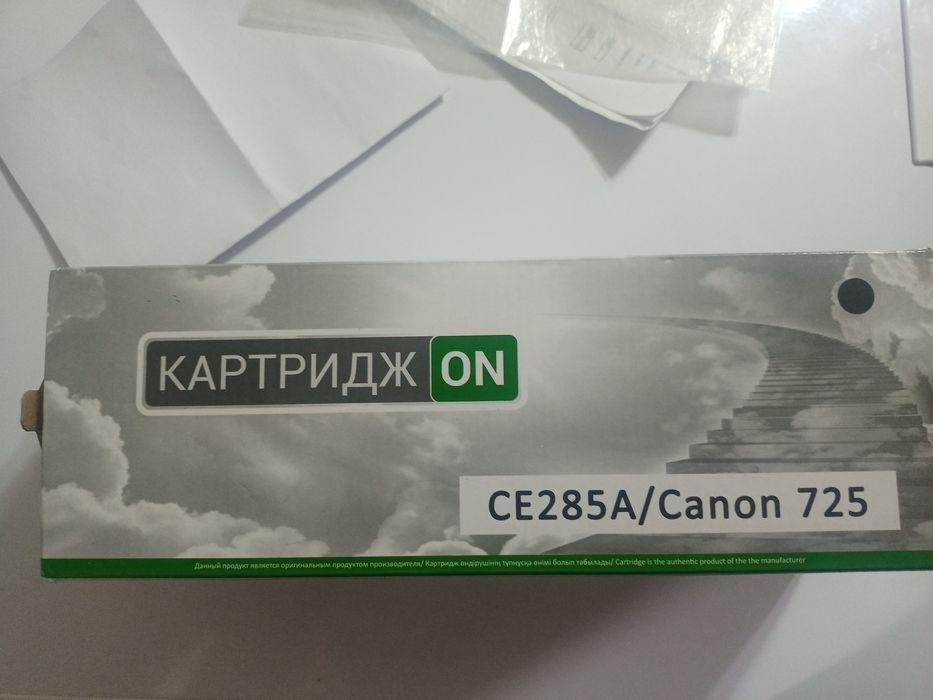 КАРТРИДЖ ON
CE285A/Canon 725
Данный продукт является оригинальным продуктом производителя/ Картридж өндірушінің түпнұсқа өнімі болып табылады/ Cartridge is the authentic product of the the manufacturer